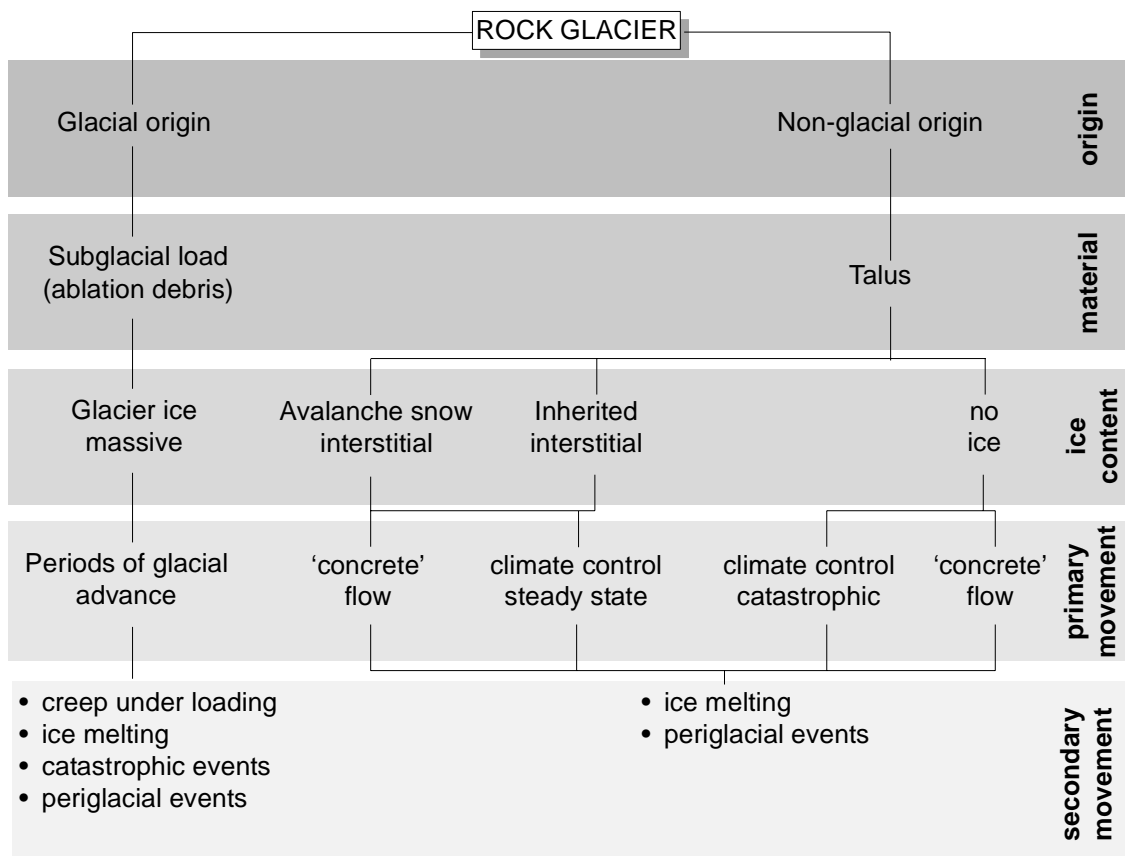 ROCK GLACIER
Glacial origin
Non-glacial origin
origin
Subglacial load
(ablation debris)
Talus
material
Glacier ice
massive
Avalanche snow
interstitial
Inherited
interstitial
no
ice
ice
content
Periods of glacial
advance
‘concrete’
flow
climate control
steady state
climate control
catastrophic
‘concrete’
flow
primary
movement
• creep under loading
• ice melting
• catastrophic events
• periglacial events
• ice melting
• periglacial events
secondary
movement